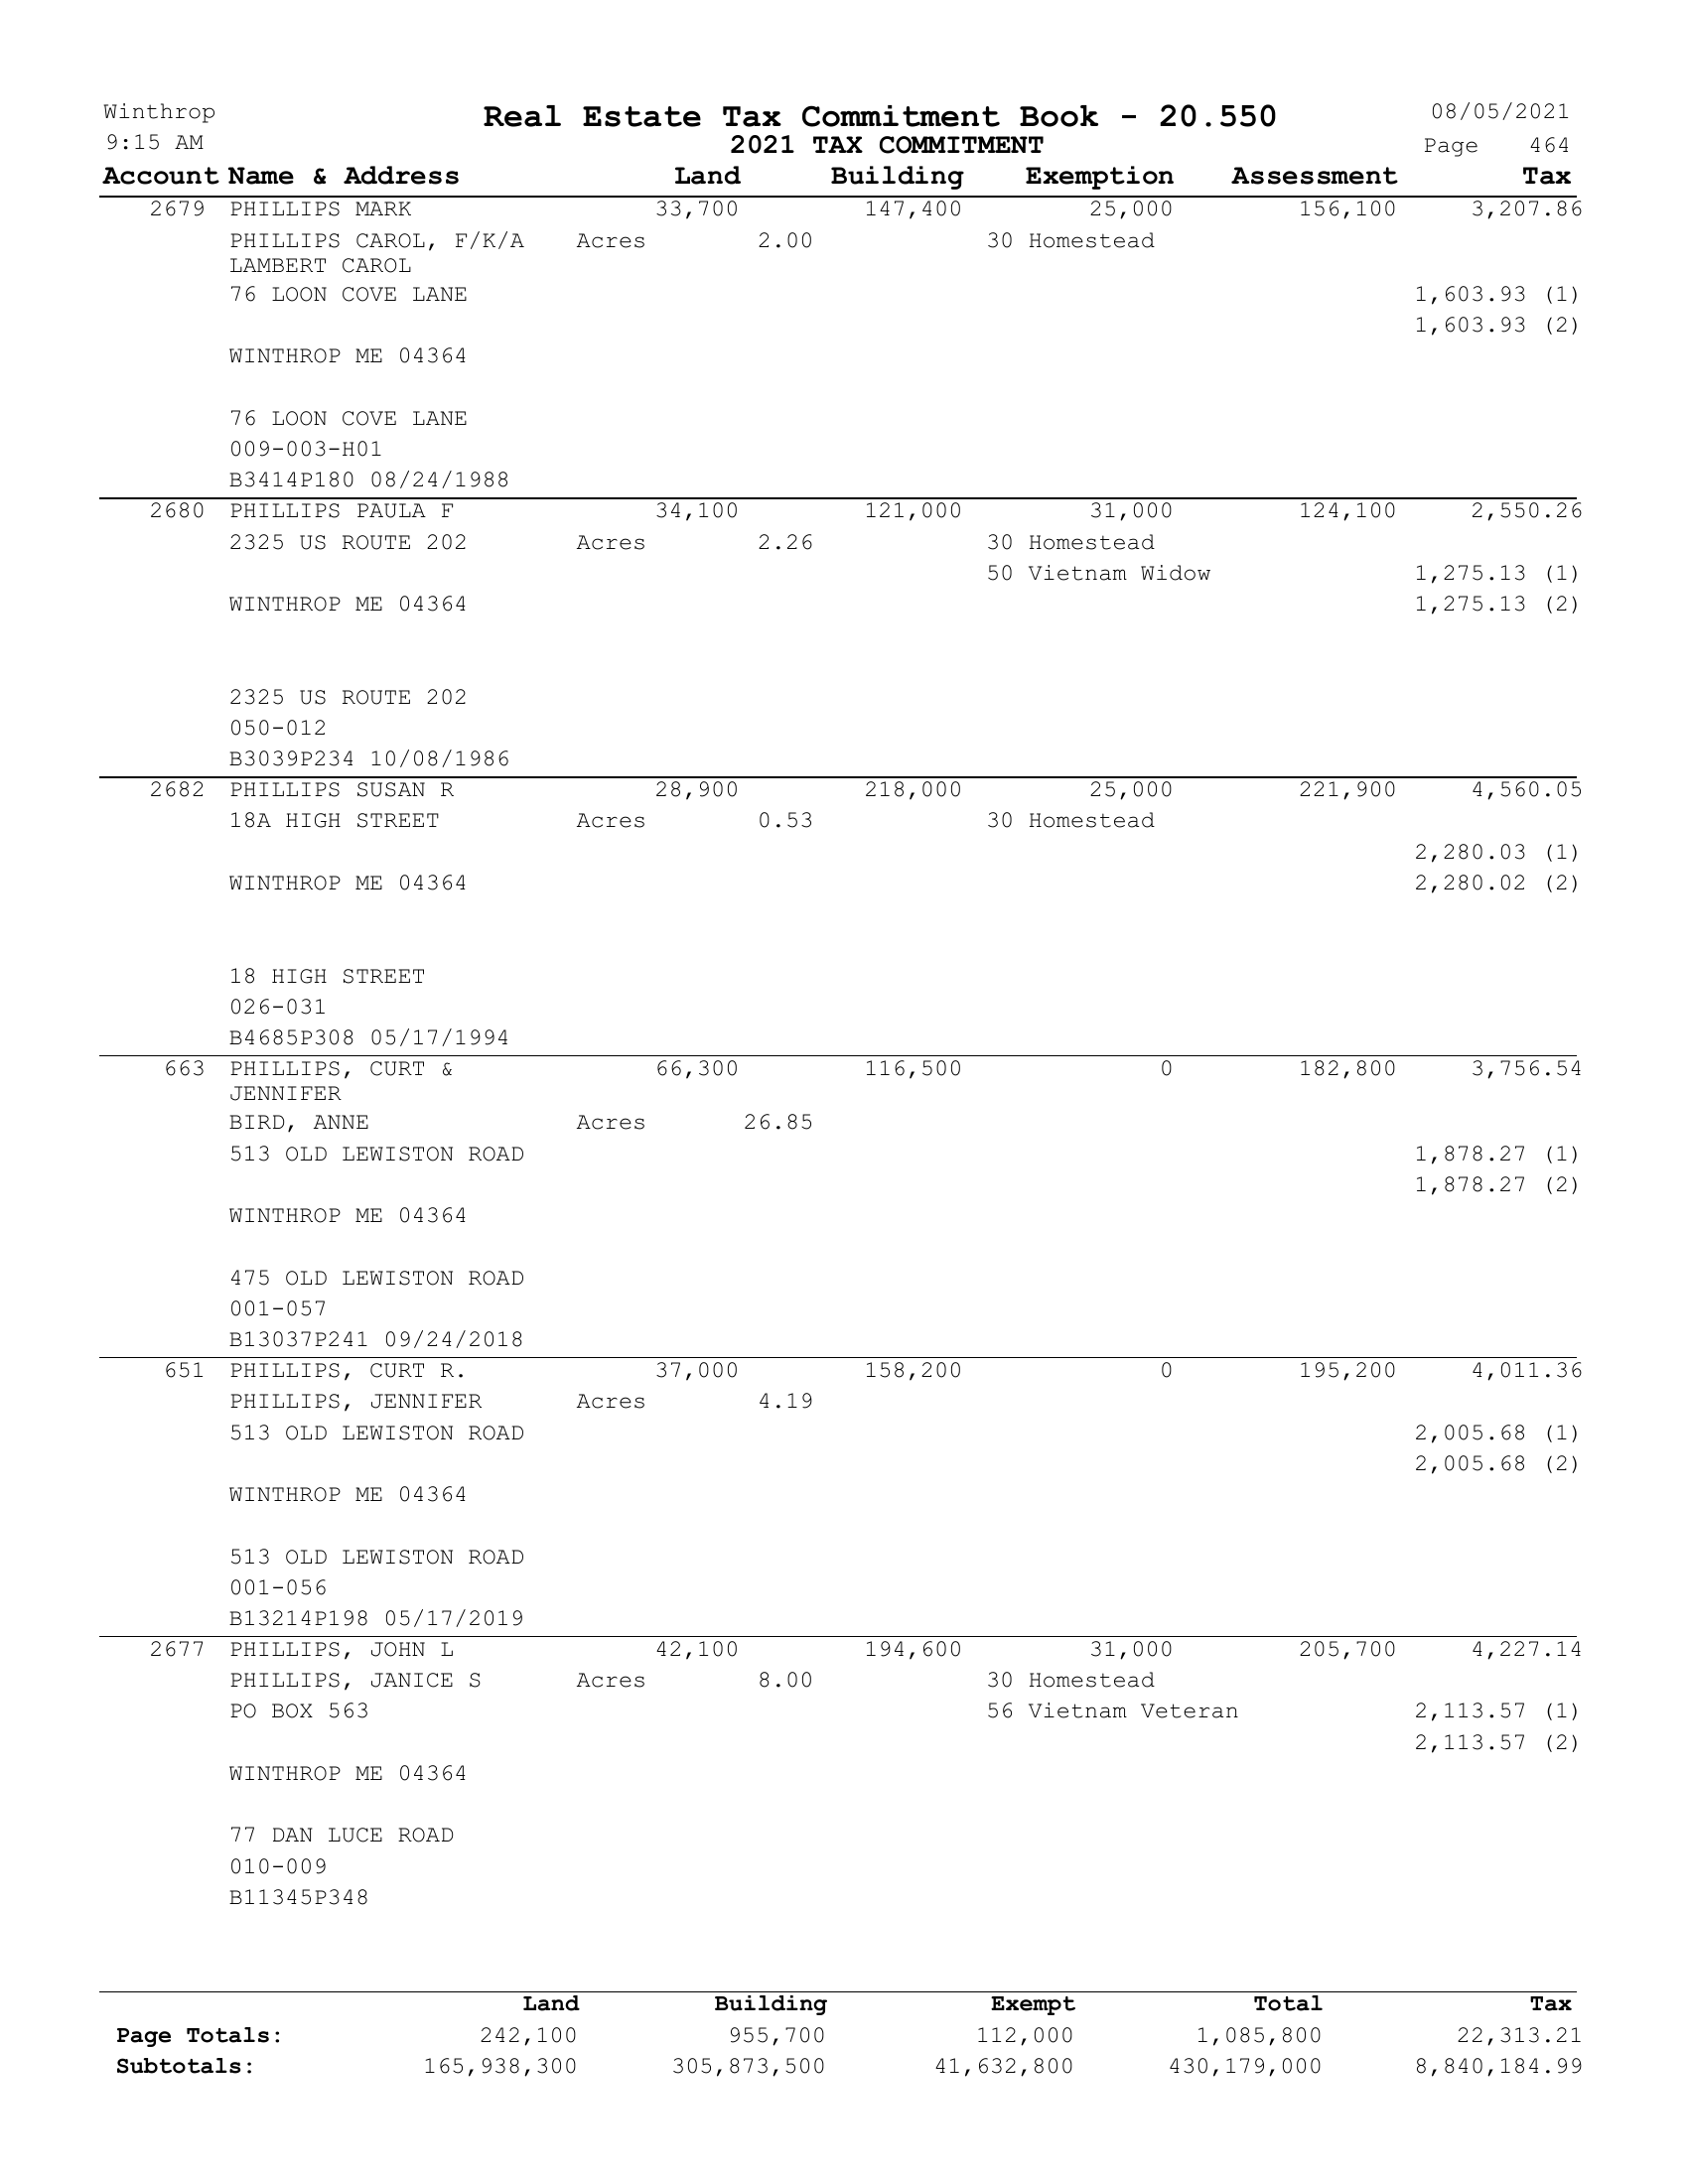 Winthrop Real Estate Tax Commitment Book - 20.550 08/05/2021
9:15 AM 2021 TAX COMMITMENT Page 464
Account Name & Address Land Building Exemption Assessment Tax
2679 PHILLIPS MARK 33,700 147,400 25,000 156,100 3,207.86
PHILLIPS CAROL, F/K/A Acres 2.00 30 Homestead
LAMBERT CAROL
76 LOON COVE LANE 1,603.93 (1)
1,603.93 (2)
WINTHROP ME 04364
76 LOON COVE LANE
009-003-H01
B3414P180 08/24/1988
2680 PHILLIPS PAULA F 34,100 121,000 31,000 124,100 2,550.26
2325 US ROUTE 202 Acres 2.26 30 Homestead
50 Vietnam Widow 1,275.13 (1)
WINTHROP ME 04364 1,275.13 (2)
2325 US ROUTE 202
050-012
B3039P234 10/08/1986
2682 PHILLIPS SUSAN R 28,900 218,000 25,000 221,900 4,560.05
18A HIGH STREET Acres 0.53 30 Homestead
2,280.03 (1)
WINTHROP ME 04364 2,280.02 (2)
18 HIGH STREET
026-031
B4685P308 05/17/1994
663 PHILLIPS, CURT & 66,300 116,500 0 182,800 3,756.54
JENNIFER
BIRD, ANNE Acres 26.85
513 OLD LEWISTON ROAD 1,878.27 (1)
1,878.27 (2)
WINTHROP ME 04364
475 OLD LEWISTON ROAD
001-057
B13037P241 09/24/2018
651 PHILLIPS, CURT R. 37,000 158,200 0 195,200 4,011.36
PHILLIPS, JENNIFER Acres 4.19
513 OLD LEWISTON ROAD 2,005.68 (1)
2,005.68 (2)
WINTHROP ME 04364
513 OLD LEWISTON ROAD
001-056
B13214P198 05/17/2019
2677 PHILLIPS, JOHN L 42,100 194,600 31,000 205,700 4,227.14
PHILLIPS, JANICE S Acres 8.00 30 Homestead
PO BOX 563 56 Vietnam Veteran 2,113.57 (1)
2,113.57 (2)
WINTHROP ME 04364
77 DAN LUCE ROAD
010-009
B11345P348
Land Building Exempt Total Tax
Page Totals: 242,100 955,700 112,000 1,085,800 22,313.21
Subtotals: 165,938,300 305,873,500 41,632,800 430,179,000 8,840,184.99